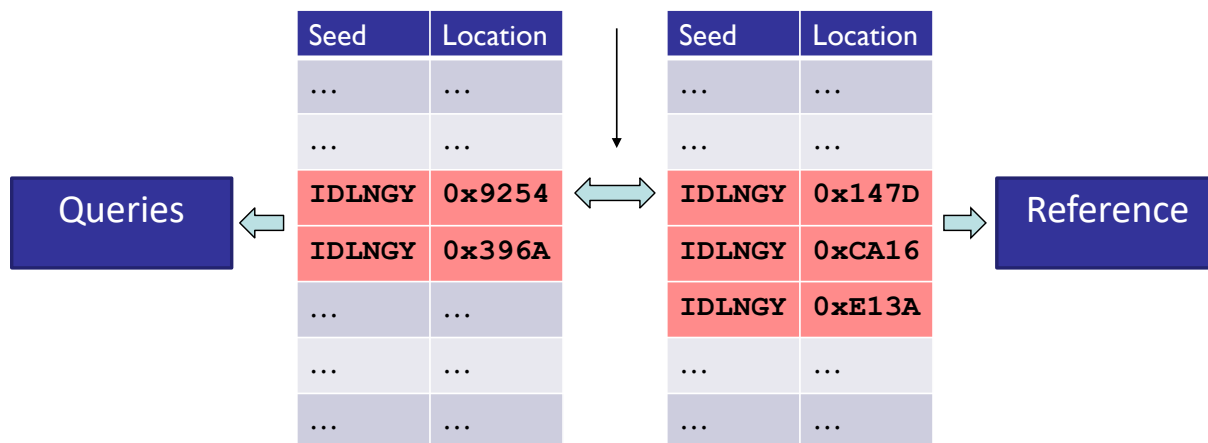 Seed Location
... ...
... ...
IDLNGY 0x9254
IDLNGY 0x396A
... ...
... ...
... ...
Seed Location
... ...
... ...
IDLNGY 0x147D
IDLNGY 0xCA16
IDLNGY 0xE13A
... ...
... ...
Queries
Reference